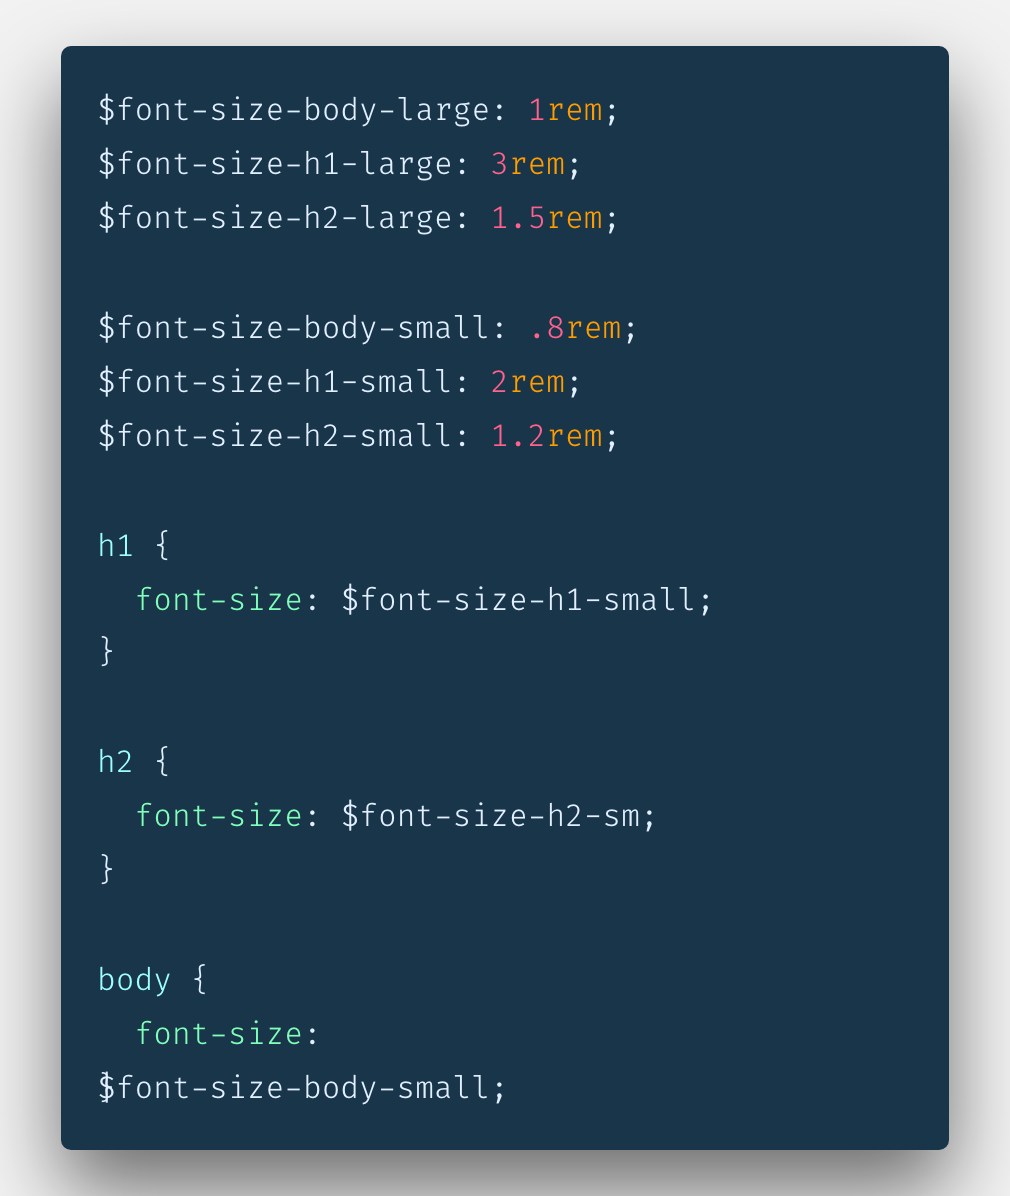 $font-size-body-large: 1rem;
$font-size-h1-large: 3rem;
$font-size-h2-large: 1.5rem;
$font-size-body-small: .8rem;
$font-size-h1-small: 2rem;
$font-size-h2-small: 1.2rem;
h1 {
  font-size: $font-size-h1-small;
}
h2 {
  font-size: $font-size-h2-sm;
}
body {
  font-size:
$font-size-body-small;
}